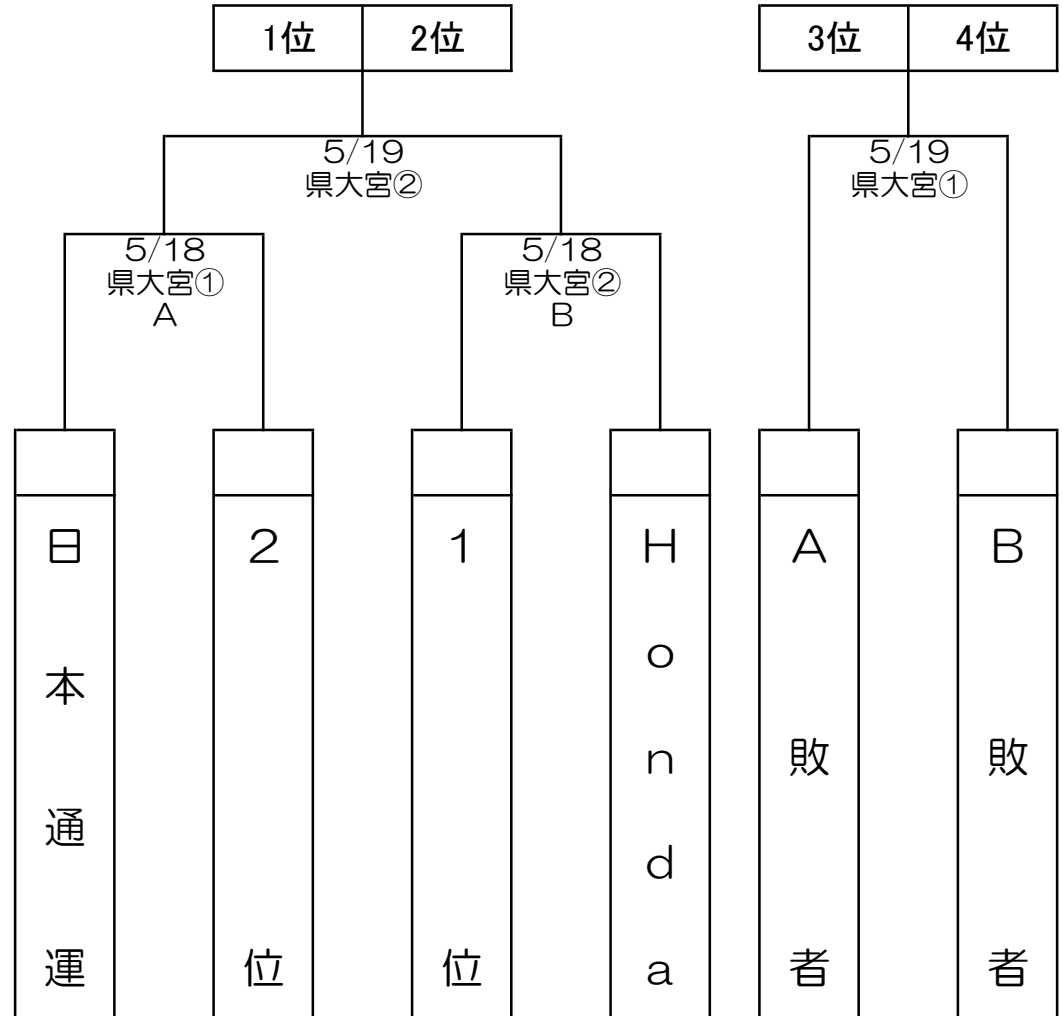 1位 2位 3位 4位
5/19
県大宮②
5/19
県大宮①
5/18
県大宮①
A
5/18
県大宮②
B
日本通運
2位
1位
Honda
A敗者
B敗者